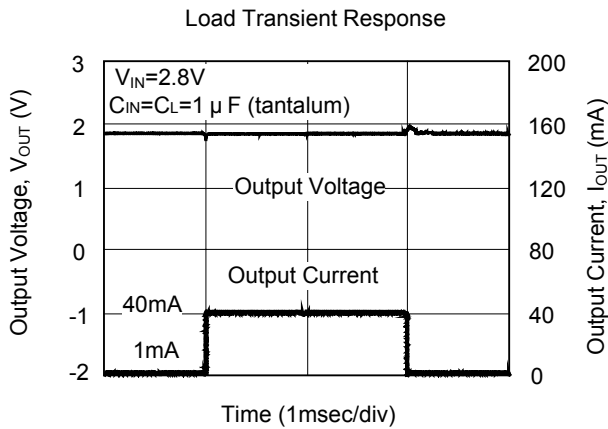 Load Transient Response
3
2
1
0
-1
-2
Output Voltage, VOUT (V)
VIN=2.8V
CIN=CL=1 μ F (tantalum)
Output Voltage
Output Current
40mA
1mA
200
160
120
80
40
0
Output Current, IOUT (mA)
Time (1msec/div)